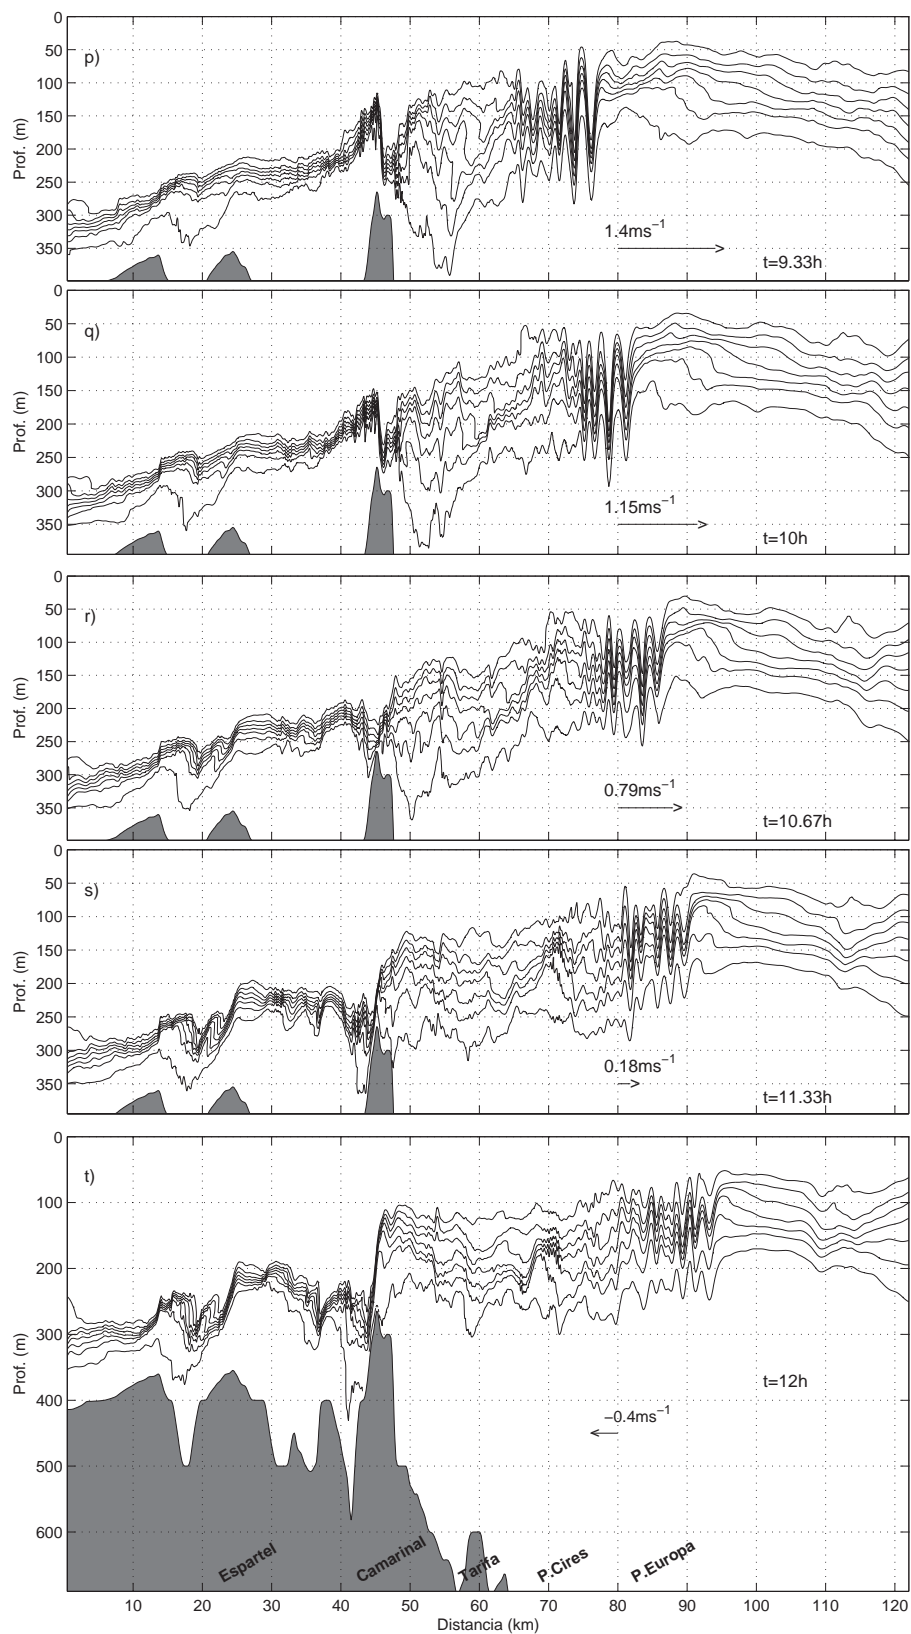 0
50
100
150
200
250
300
350
Prof. (m)
p)
1.4ms−1
t=9.33h
0
50
100
150
200
250
300
350
Prof. (m)
q)
1.15ms−1
t=10h
0
50
100
150
200
250
300
350
Prof. (m)
r)
0.79ms−1
t=10.67h
0
50
100
150
200
250
300
350
Prof. (m)
s)
0.18ms−1
t=11.33h
0
100
200
300
400
500
600
Prof. (m)
t)
t=12h
−0.4ms−1
Espartel
Camarinal
Tarifa
P.Cires
P.Europa
10 20 30 40 50 60 70 80 90 100 110 120
Distancia (km)